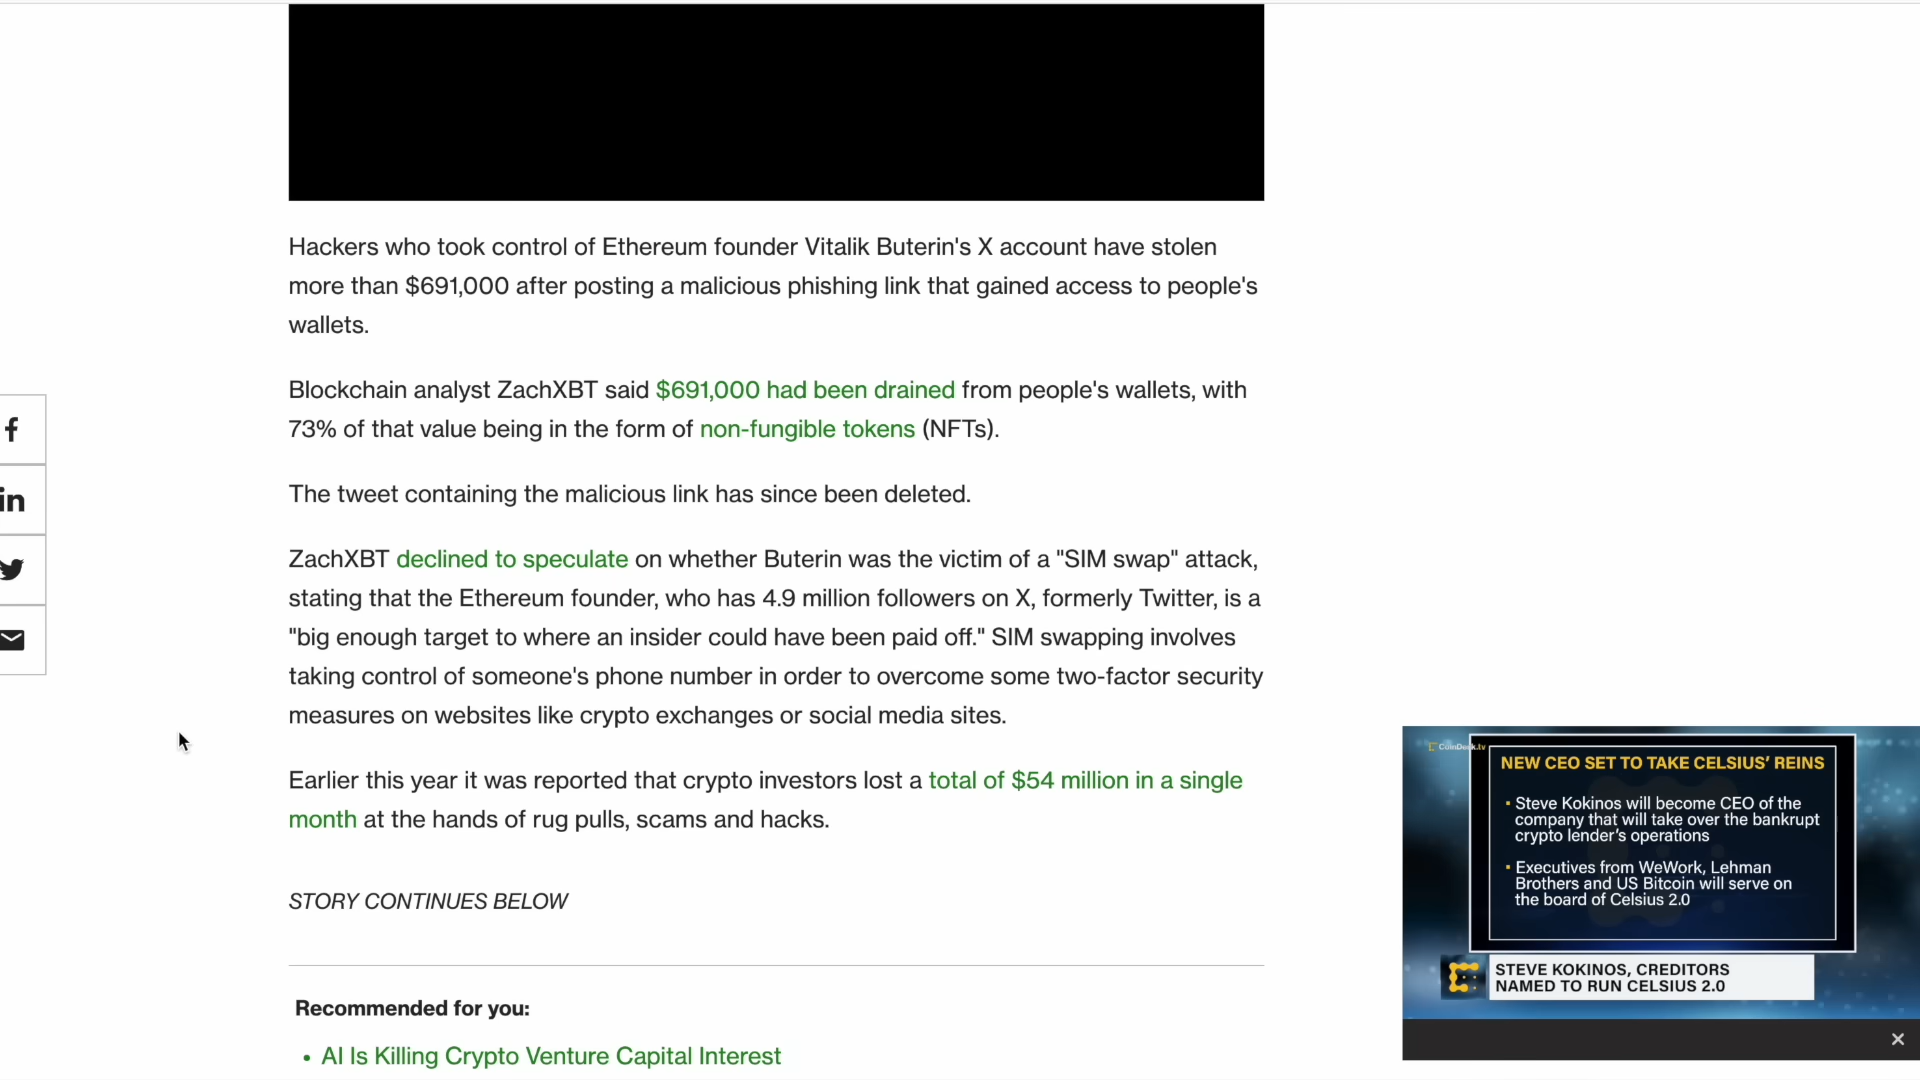 Hackers who took control of Ethereum founder Vitalik Buterin's X account have stolen
more than $691,000 after posting a malicious phishing link that gained access to people's
wallets.
Blockchain analyst ZachXBT said $691,000 had been drained from people's wallets, with
73% of that value being in the form of non-fungible tokens (NFTs).
The tweet containing the malicious link has since been deleted.
ZachXBT declined to speculate on whether Buterin was the victim of a "SIM swap" attack,
stating that the Ethereum founder, who has 4.9 million followers on X, formerly Twitter, is a
"big enough target to where an insider could have been paid off." SIM swapping involves
taking control of someone's phone number in order to overcome some two-factor security
measures on websites like crypto exchanges or social media sites.
Earlier this year it was reported that crypto investors lost a total of $54 million in a single
month at the hands of rug pulls, scams and hacks.
STORY CONTINUES BELOW
Recommended for you:
• AI Is Killing Crypto Venture Capital Interest
f
in
CoinDesk.tv
NEW CEO SET TO TAKE CELSIUS' REINS
▪ Steve Kokinos will become CEO of the
company that will take over the bankrupt
crypto lender's operations
▪ Executives from WeWork, Lehman
Brothers and US Bitcoin will serve on
the board of Celsius 2.0
STEVE KOKINOS, CREDITORS
NAMED TO RUN CELSIUS 2.0